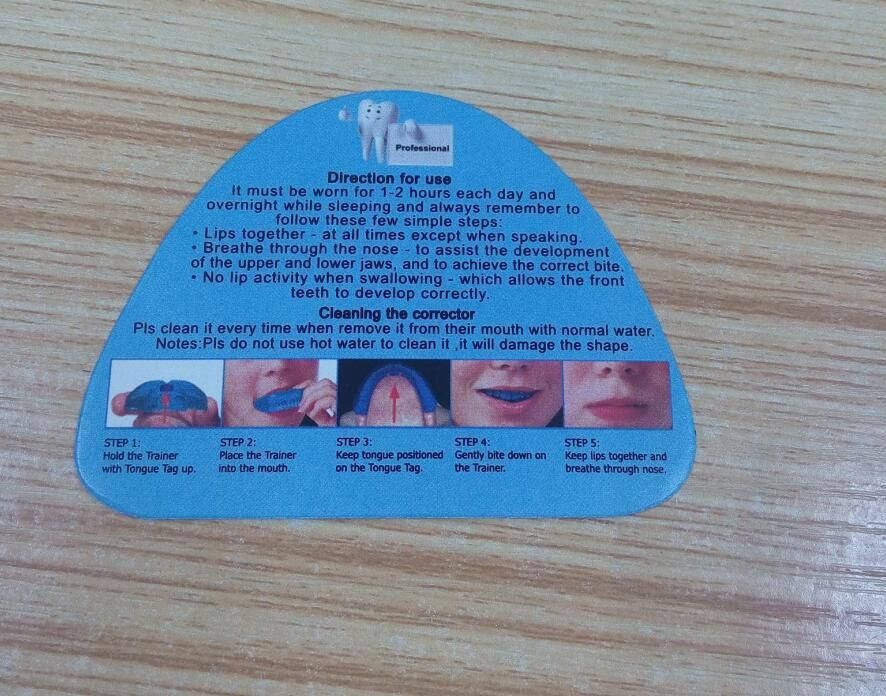 Professional
Direction for use
It must be worn for 1-2 hours each day and
overnight while sleeping and always remember to
follow these few simple steps:
• Lips together - at all times except when speaking.
• Breathe through the nose - to assist the development
of the upper and lower jaws, and to achieve the correct bite.
• No lip activity when swallowing - which allows the front
teeth to develop correctly.
Cleaning the corrector
Pls clean it every time when remove it from their mouth with normal water.
Notes:Pls do not use hot water to clean it ,it will damage the shape.
STEP 1:
Hold the Trainer
with Tongue Tag up.
STEP 2:
Place the Trainer
into the mouth.
STEP 3:
Keep tongue positioned
on the Tongue Tag.
STEP 4:
Gently bite down on
the Trainer.
STEP 5:
Keep lips together and
breathe through nose.